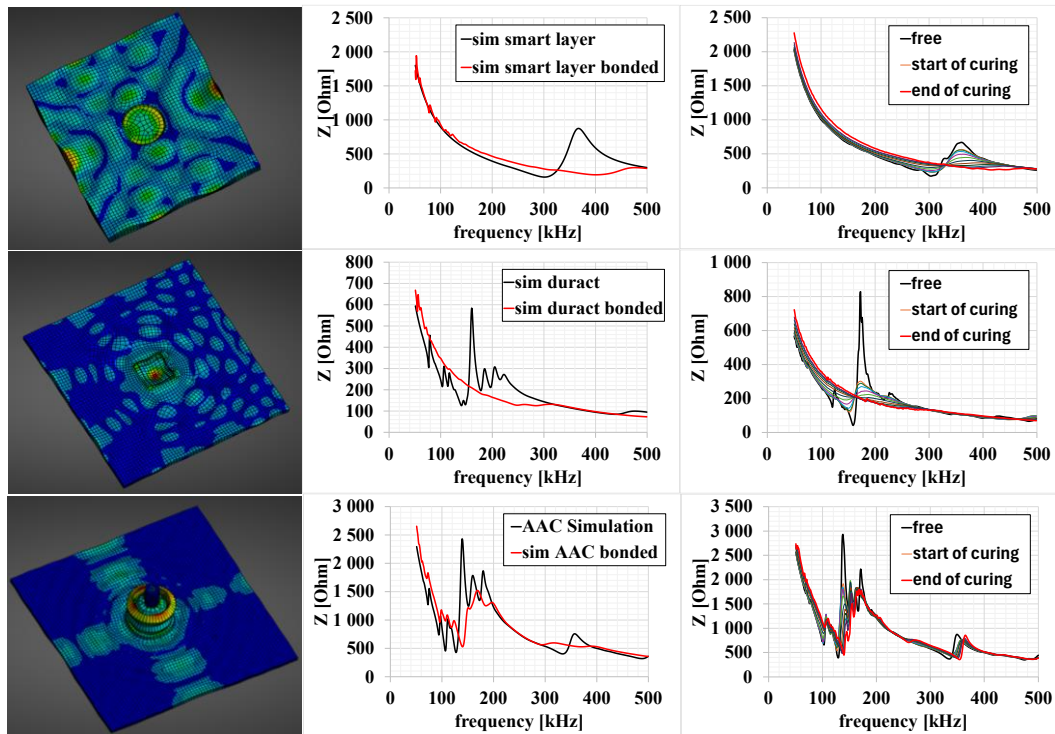 2 500
2 000
1 500
1 000
500
0
Z [Ohm]
0 100 200 300 400 500
frequency [kHz]
sim smart layer
sim smart layer bonded
2 500
2 000
1 500
1 000
500
0
Z [Ohm]
0 100 200 300 400 500
frequency [kHz]
free
start of curing
end of curing
800
700
600
500
400
300
200
100
0
Z [Ohm]
0 100 200 300 400 500
frequency [kHz]
sim duract
sim duract bonded
1 000
800
600
400
200
0
Z [Ohm]
0 100 200 300 400 500
frequency [kHz]
free
start of curing
end of curing
3 000
2 500
2 000
1 500
1 000
500
0
Z [Ohm]
0 100 200 300 400 500
frequency [kHz]
AAC Simulation
sim AAC bonded
3 500
3 000
2 500
2 000
1 500
1 000
500
0
Z [Ohm]
0 100 200 300 400 500
frequency [kHz]
free
start of curing
end of curing